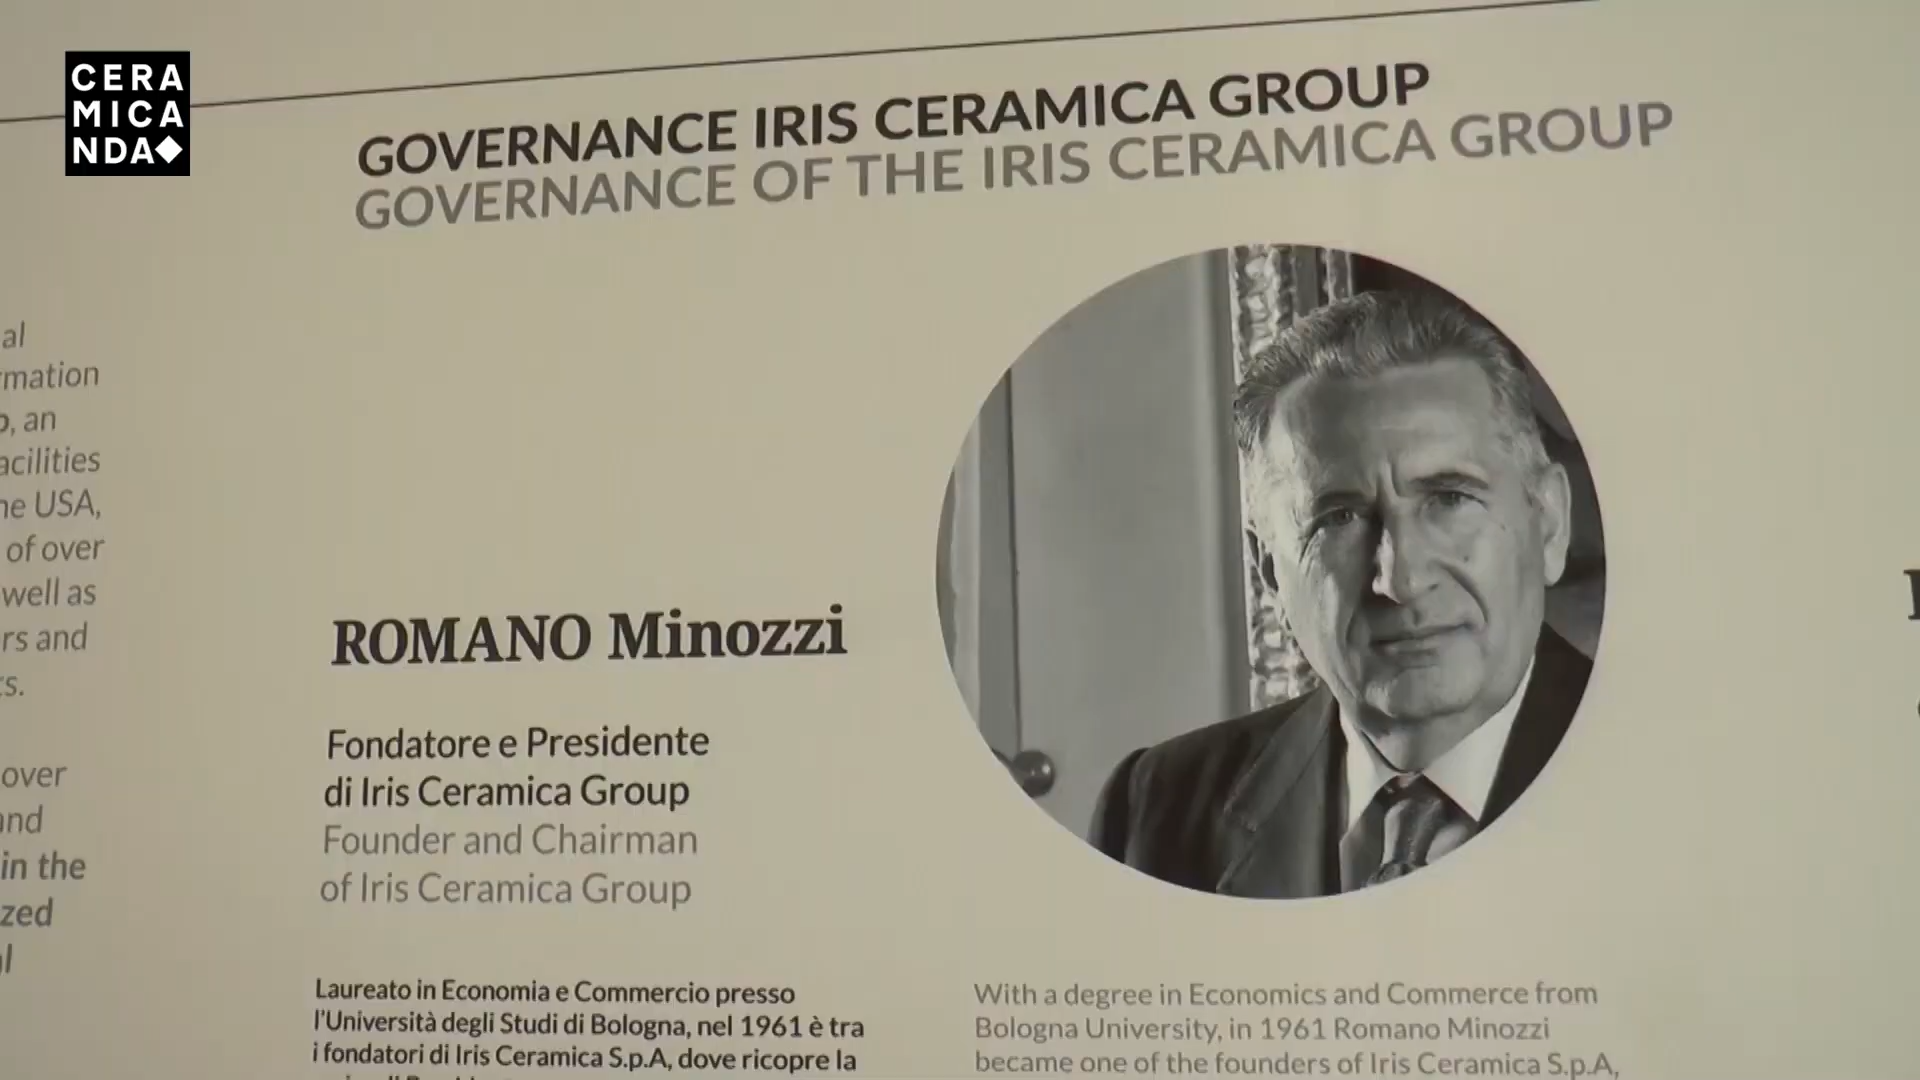 CERA
MICA
NDA
GOVERNANCE IRIS CERAMICA GROUP
GOVERNANCE OF THE IRIS CERAMICA GROUP
al
rmation
, an
acilities
he USA,
of over
well as
rs and
s.
over
and
in the
zed
al
ROMANO Minozzi
Fondatore e Presidente
di Iris Ceramica Group
Founder and Chairman
of Iris Ceramica Group
Laureato in Economia e Commercio presso
l'Università degli Studi di Bologna, nel 1961 è tra
i fondatori di Iris Ceramica S.p.A, dove ricopre la
With a degree in Economics and Commerce from
Bologna University, in 1961 Romano Minozzi
became one of the founders of Iris Ceramica S.p.A,